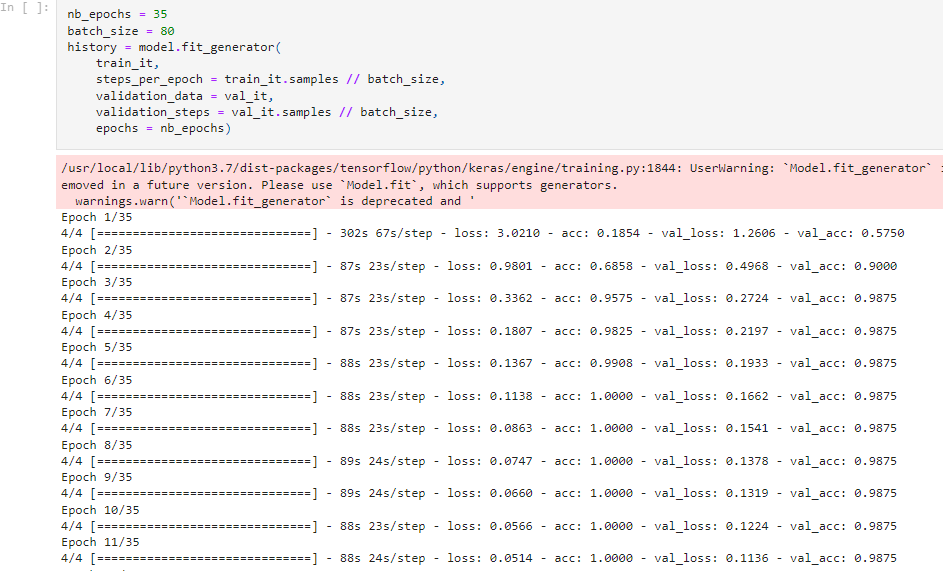 In [ ]:
nb_epochs = 35
batch_size = 80
history = model.fit_generator(
    train_it,
    steps_per_epoch = train_it.samples // batch_size,
    validation_data = val_it,
    validation_steps = val_it.samples // batch_size,
    epochs = nb_epochs)
/usr/local/lib/python3.7/dist-packages/tensorflow/python/keras/engine/training.py:1844: UserWarning: `Model.fit_generator`
emoved in a future version. Please use `Model.fit`, which supports generators.
  warnings.warn('`Model.fit_generator` is deprecated and '
Epoch 1/35
4/4 [==============================] - 302s 67s/step - loss: 3.0210 - acc: 0.1854 - val_loss: 1.2606 - val_acc: 0.5750
Epoch 2/35
4/4 [==============================] - 87s 23s/step - loss: 0.9801 - acc: 0.6858 - val_loss: 0.4968 - val_acc: 0.9000
Epoch 3/35
4/4 [==============================] - 87s 23s/step - loss: 0.3362 - acc: 0.9575 - val_loss: 0.2724 - val_acc: 0.9875
Epoch 4/35
4/4 [==============================] - 87s 23s/step - loss: 0.1807 - acc: 0.9825 - val_loss: 0.2197 - val_acc: 0.9875
Epoch 5/35
4/4 [==============================] - 88s 23s/step - loss: 0.1367 - acc: 0.9908 - val_loss: 0.1933 - val_acc: 0.9875
Epoch 6/35
4/4 [==============================] - 88s 23s/step - loss: 0.1138 - acc: 1.0000 - val_loss: 0.1662 - val_acc: 0.9875
Epoch 7/35
4/4 [==============================] - 88s 23s/step - loss: 0.0863 - acc: 1.0000 - val_loss: 0.1541 - val_acc: 0.9875
Epoch 8/35
4/4 [==============================] - 89s 24s/step - loss: 0.0747 - acc: 1.0000 - val_loss: 0.1378 - val_acc: 0.9875
Epoch 9/35
4/4 [==============================] - 89s 24s/step - loss: 0.0660 - acc: 1.0000 - val_loss: 0.1319 - val_acc: 0.9875
Epoch 10/35
4/4 [==============================] - 88s 23s/step - loss: 0.0566 - acc: 1.0000 - val_loss: 0.1224 - val_acc: 0.9875
Epoch 11/35
4/4 [==============================] - 88s 24s/step - loss: 0.0514 - acc: 1.0000 - val_loss: 0.1136 - val_acc: 0.9875